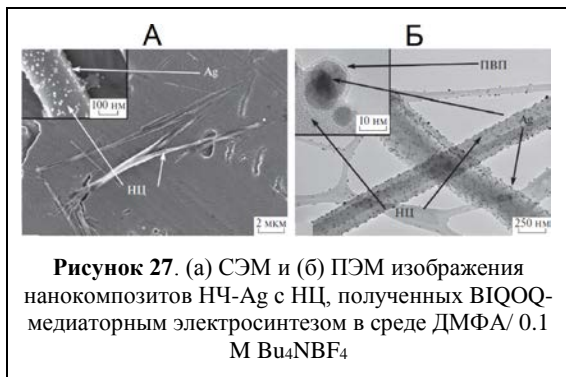 А Б
Ag
100 нм
НЦ
2 мкм
ПВП
10 нм
НЦ
Ag
НЦ
250 нм
Рисунок 27. (а) СЭМ и (б) ПЭМ изображения
нанокомпозитов НЧ-Ag с НЦ, полученных BIQOQ-
медиаторным электросинтезом в среде ДМФА/ 0.1
М Bu4NBF4